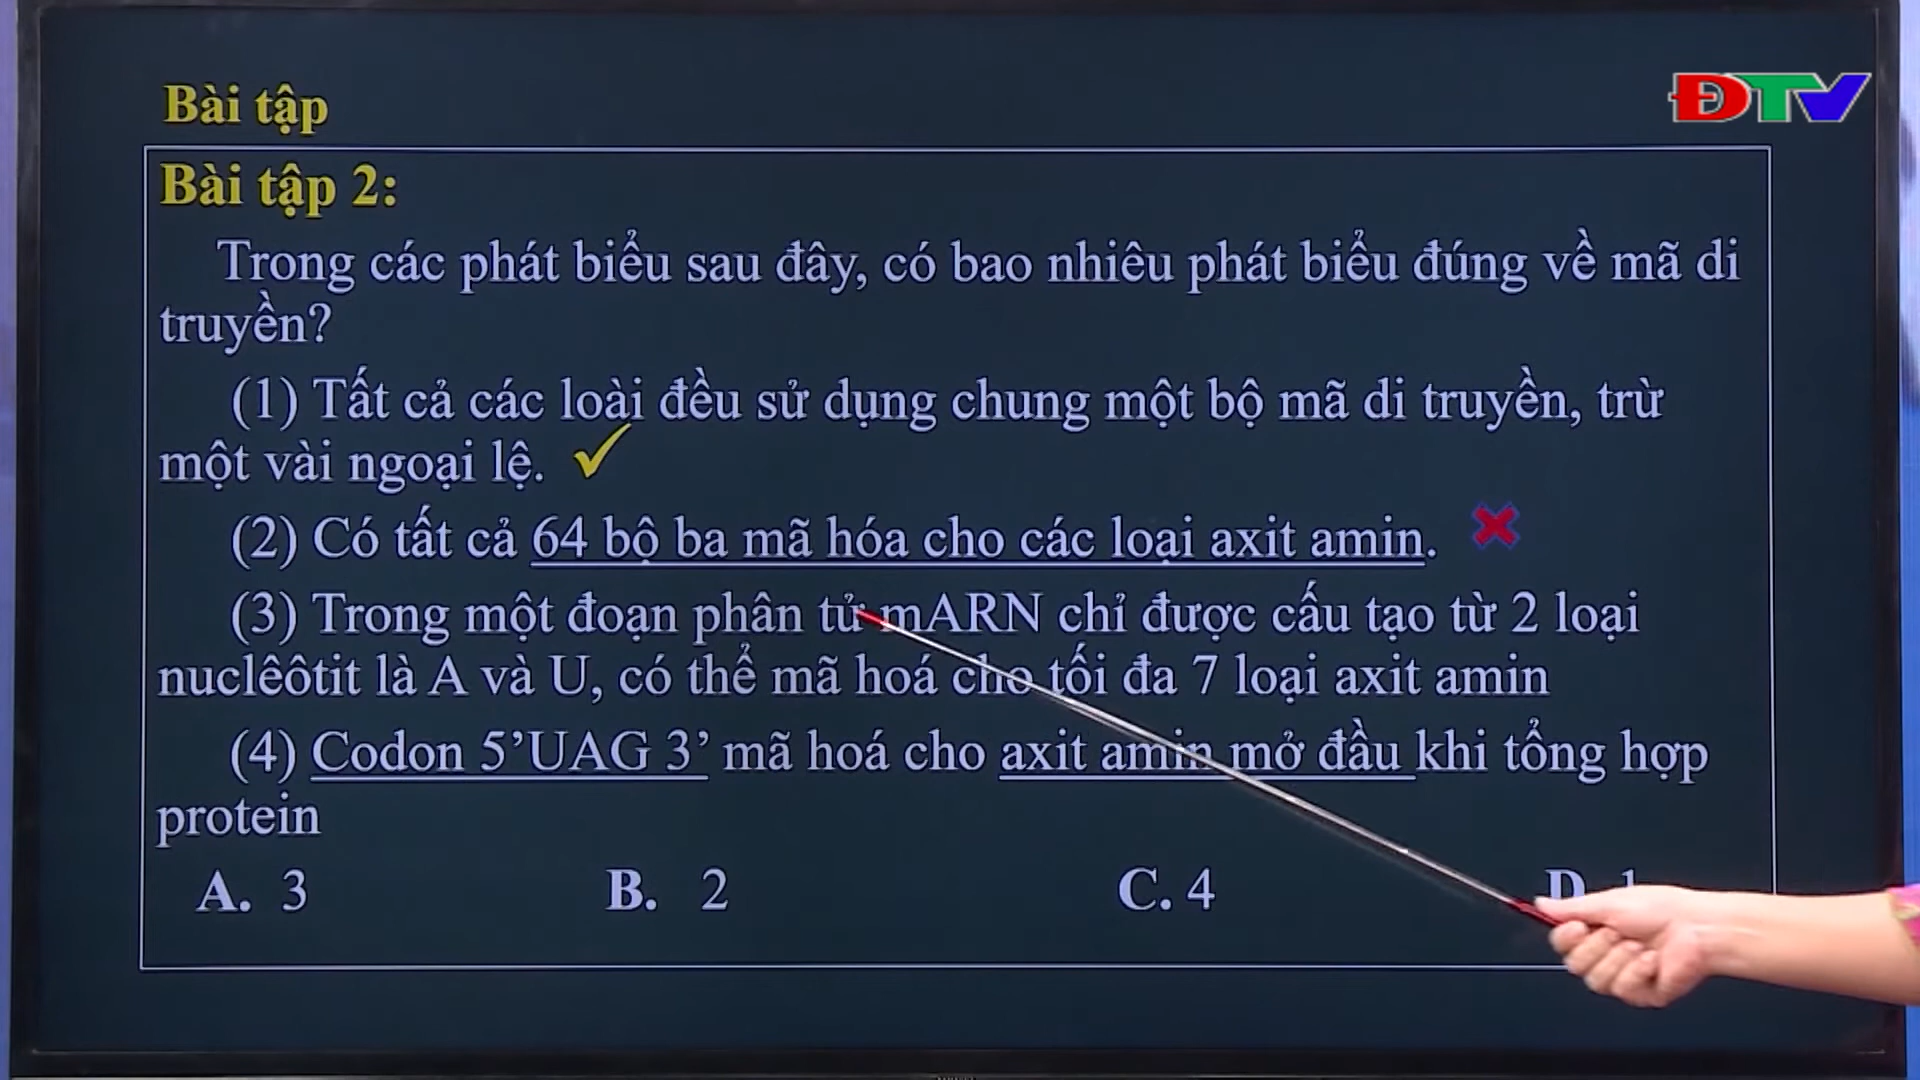 Bài tập
ĐTV
Bài tập 2:
Trong các phát biểu sau đây, có bao nhiêu phát biểu đúng về mã di
truyền?
(1) Tất cả các loài đều sử dụng chung một bộ mã di truyền, trừ
một vài ngoại lệ.
(2) Có tất cả 64 bộ ba mã hóa cho các loại axit amin.
(3) Trong một đoạn phân tử mARN chỉ được cấu tạo từ 2 loại
nuclêôtit là A và U, có thể mã hoá cho tối đa 7 loại axit amin
(4) Codon 5’UAG 3’ mã hoá cho axit amin mở đầu khi tổng hợp
protein
A. 3 B. 2 C. 4 D